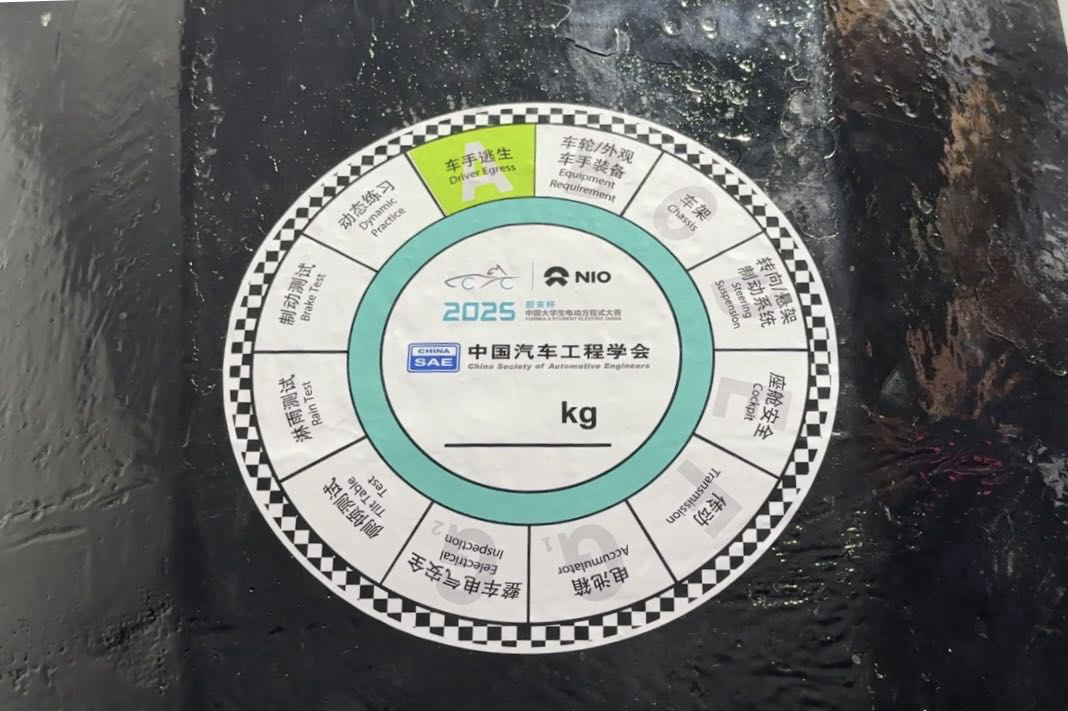 车手逃生
Driver Egress
A
车轮/外观
车手装备
Equipment
Requirement
车架
Chassis
转向/悬架
制动系统
Steering
Suspension
座舱安全
Cockpit
E
传动
Transmission
F
电池箱
Accumulator
G1
整车电气安全
Eelectrical
Inspection
G2
侧倾测试
Tilt Table
Test
淋雨测试
Rain Test
制动测试
Brake Test
动态练习
Dynamic
Practice
NIO
2025
蔚来杯
中国大学生电动方程式大赛
FORMULA STUDENT ELECTRIC CHINA
CHINA
SAE
中国汽车工程学会
China Society of Automotive Engineers
kg